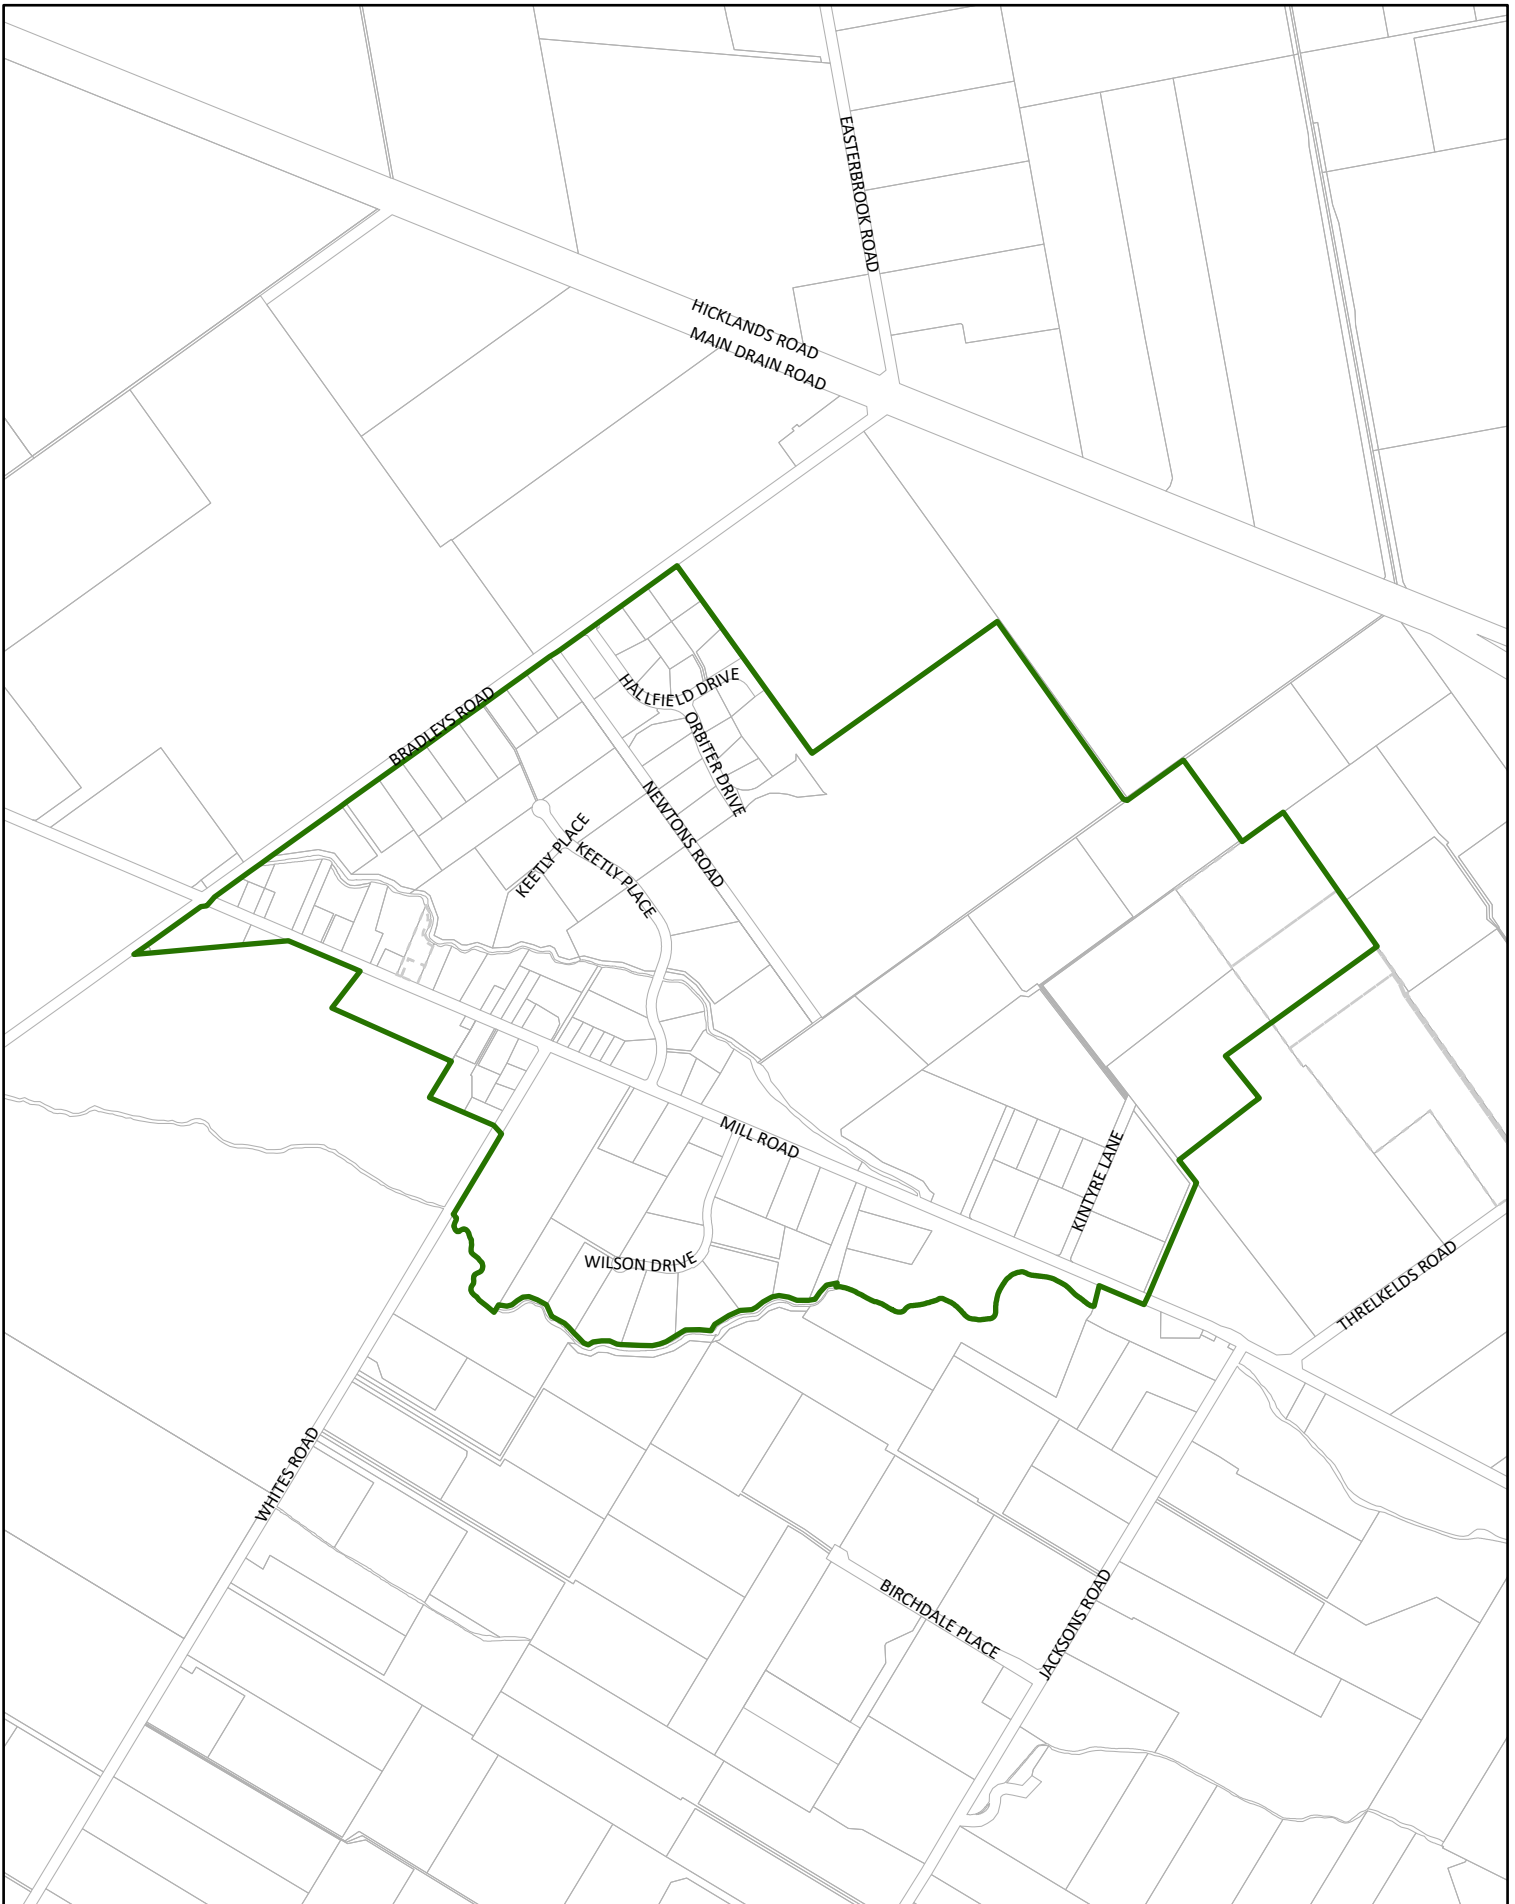 EASTERBROOK ROAD
HICKLANDS ROAD
MAIN DRAIN ROAD
HALLFIELD DRIVE
BRADLEYS ROAD
ORBITER DRIVE
NEWTONS ROAD
KEETLY PLACE
KEETLY PLACE
MILL ROAD
KINTYRE LANE
WILSON DRIVE
THRELKELDS ROAD
WHITES ROAD
BIRCHDALE PLACE
JACKSONS ROAD